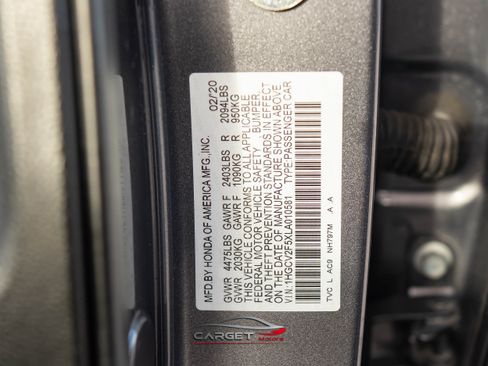 MFD BY HONDA OF AMERICA MFG.,INC. 02/20
GVWR 4475LBS GAWR F 2403LBS R 2094LBS
GVWR 2030KG GAWR F 1090KG R 950KG
THIS VEHICLE CONFORMS TO ALL APPLICABLE
FEDERAL MOTOR VEHICLE SAFETY, BUMPER,
AND THEFT PREVENTION STANDARDS IN EFFECT
ON THE DATE OF MANUFACTURE SHOWN ABOVE.
V.I.N.: 1HGCV2F5XLA010581 TYPE:PASSENGER CAR
TVC L AC9 NH797M A A
CARGET
Motors